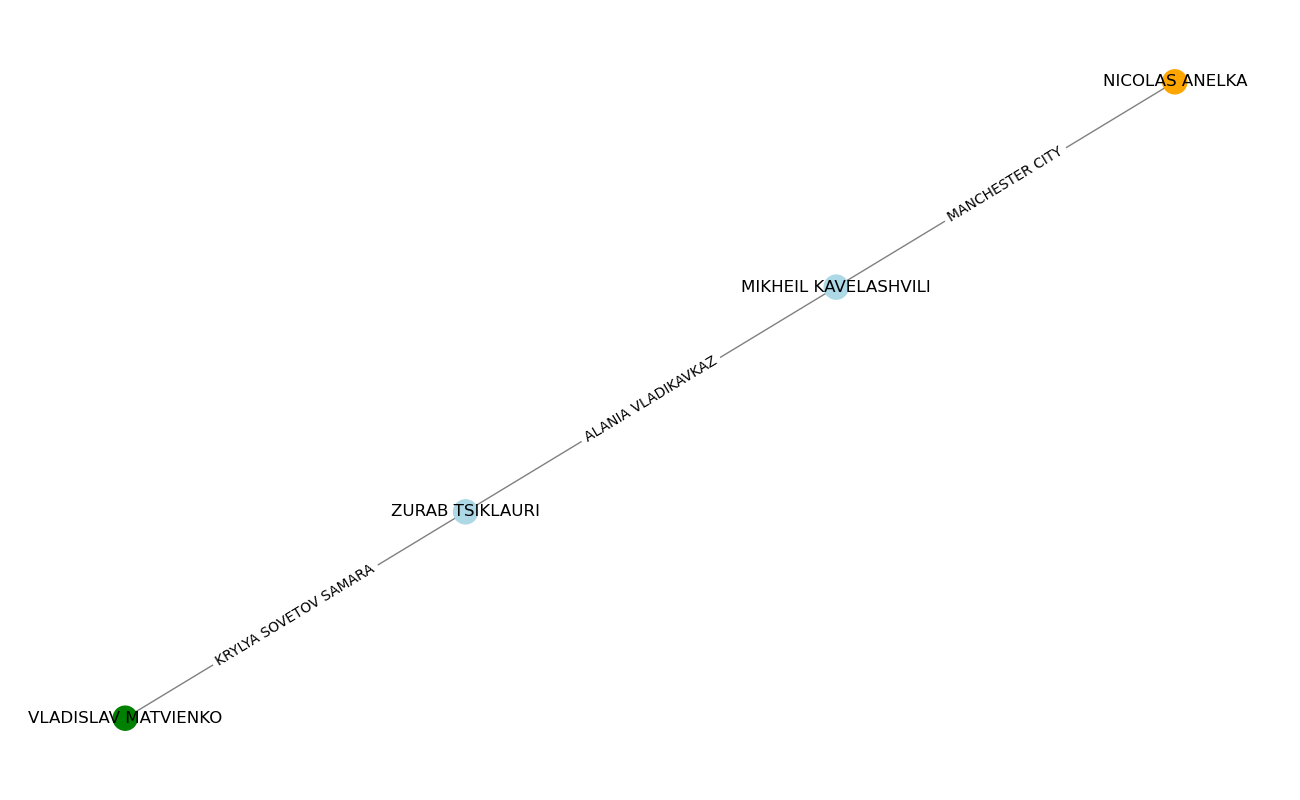 NICOLAS ANELKA
MANCHESTER CITY
MIKHEIL KAVELASHVILI
ALANIA VLADIKAVKAZ
ZURAB TSIKLAURI
KRYLYA SOVETOV SAMARA
VLADISLAV MATVIENKO